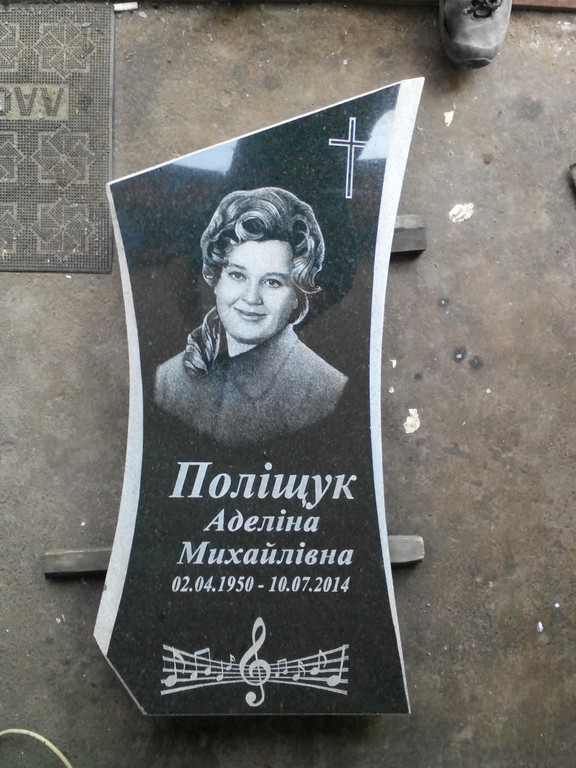 Поліщук
Аделіна
Михайлівна
02.04.1950 - 10.07.2014